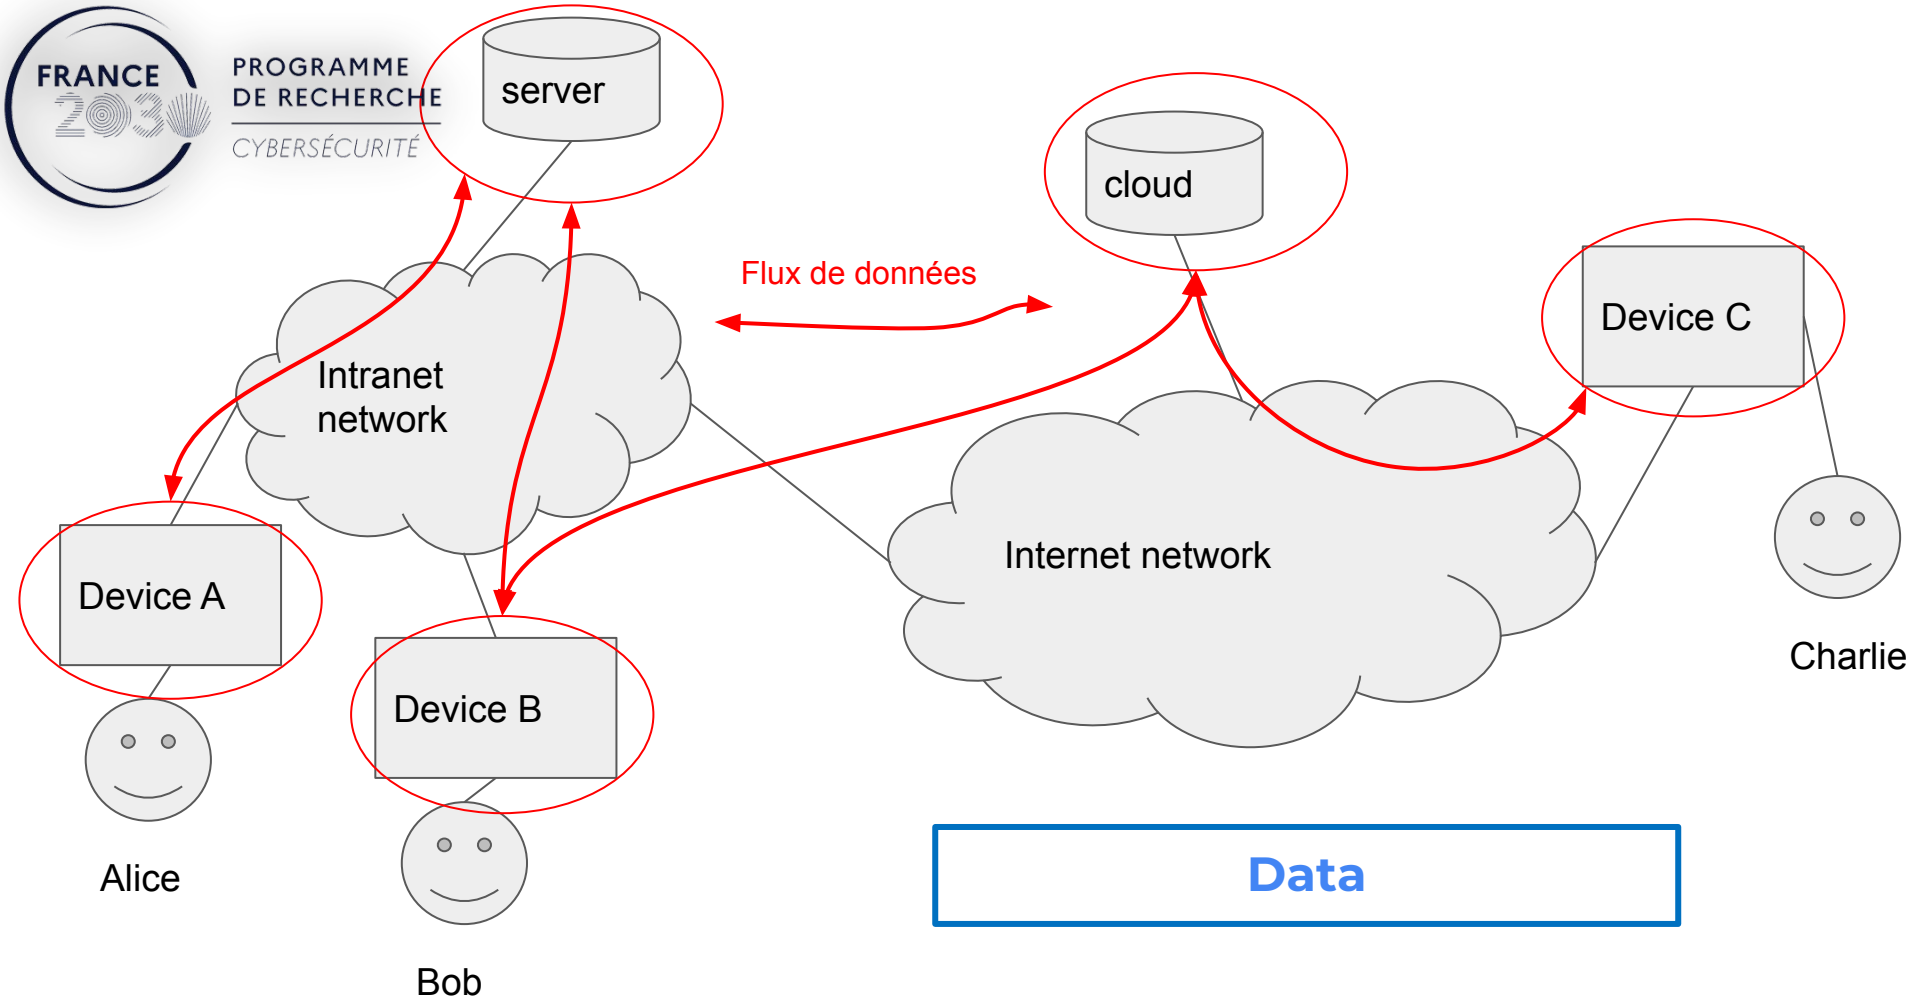 FRANCE
2030
PROGRAMME
DE RECHERCHE
CYBERSÉCURITÉ
server
cloud
Flux de données
Device C
Intranet
network
Internet network
Device A
Device B
Charlie
Data
Alice
Bob